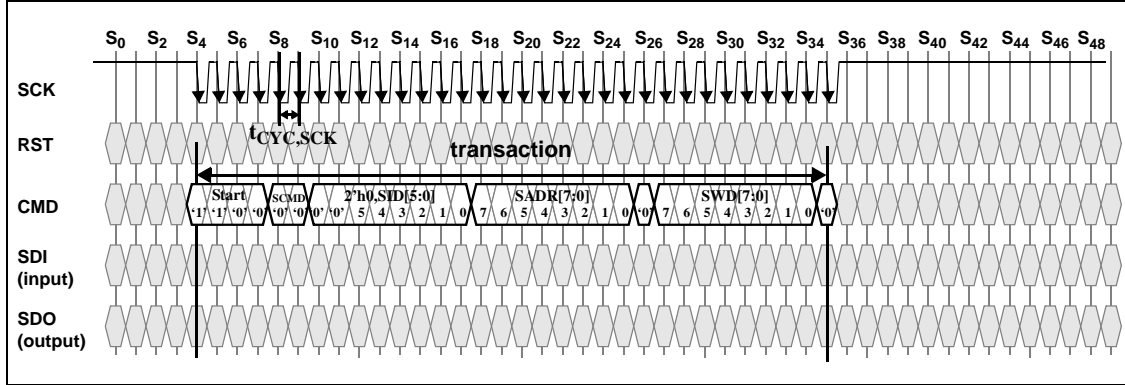 S0 S2 S4 S6 S8 S10 S12 S14 S16 S18 S20 S22 S24 S26 S28 S30 S32 S34 S36 S38 S40 S42 S44 S46 S48
SCK
tCYC,SCK
RST
transaction
Start SCMD 2'h0,SID[5:0] SADR[7:0] SWD[7:0]
CMD
‘1’ ‘1’ ‘0’ ‘0’ ‘0’ ‘0’ ‘0’ ‘0’ 5 4 3 2 1 0 7 6 5 4 3 2 1 0 ‘0’ 7 6 5 4 3 2 1 0 ‘0’
SDI
(input)
SDO
(output)